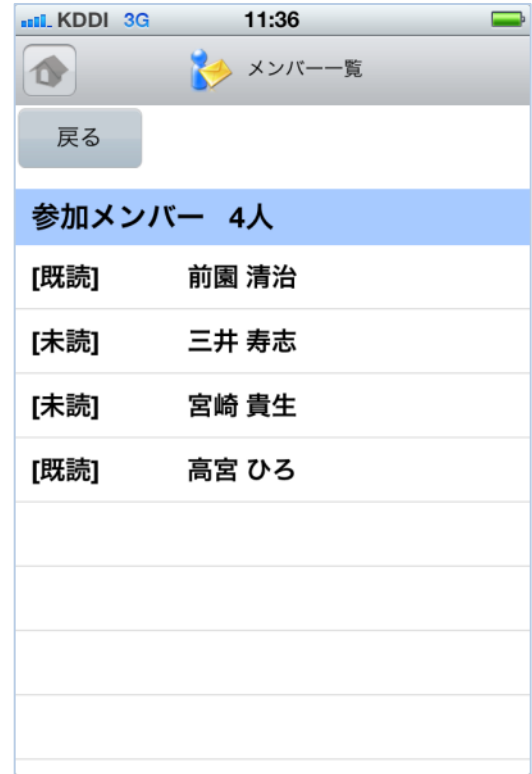 KDDI 3G 11:36
メンバー一覧
戻る
参加メンバー 4人
[既読] 前園 清治
[未読] 三井 寿志
[未読] 宮崎 貴生
[既読] 高宮 ひろ